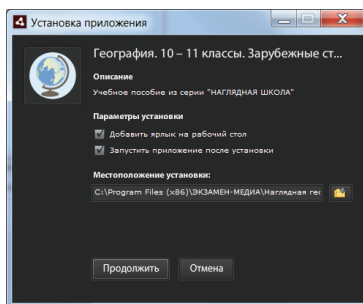 Установка приложения
География. 10 – 11 классы. Зарубежные ст...
Описание
Учебное пособие из серии "НАГЛЯДНАЯ ШКОЛА"
Параметры установки
Добавить ярлык на рабочий стол
Запустить приложение после установки
Местоположение установки:
C:\Program Files (x86)\ЭКЗАМЕН-МЕДИА\Наглядная гео
Продолжить
Отмена